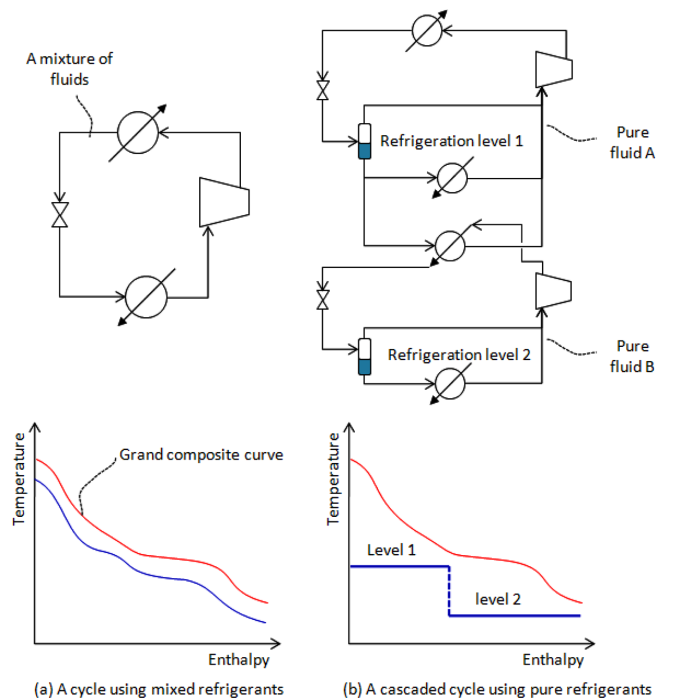 A mixture of
fluids
Refrigeration level 1
Pure
fluid A
Refrigeration level 2
Pure
fluid B
Temperature
Grand composite curve
Enthalpy
(a) A cycle using mixed refrigerants
Temperature
Level 1
level 2
Enthalpy
(b) A cascaded cycle using pure refrigerants